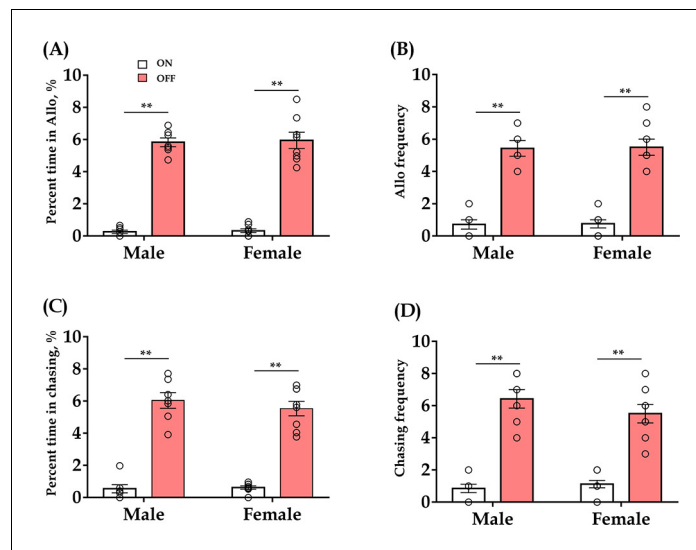 (A)
ON
OFF
**
**
10
8
6
4
2
0
Percent time in Allo, %
Male
Female
(B)
**
**
10
8
6
4
2
0
Allo frequency
Male
Female
(C)
**
**
10
8
6
4
2
0
Percent time in chasing, %
Male
Female
(D)
**
**
10
8
6
4
2
0
Chasing frequency
Male
Female